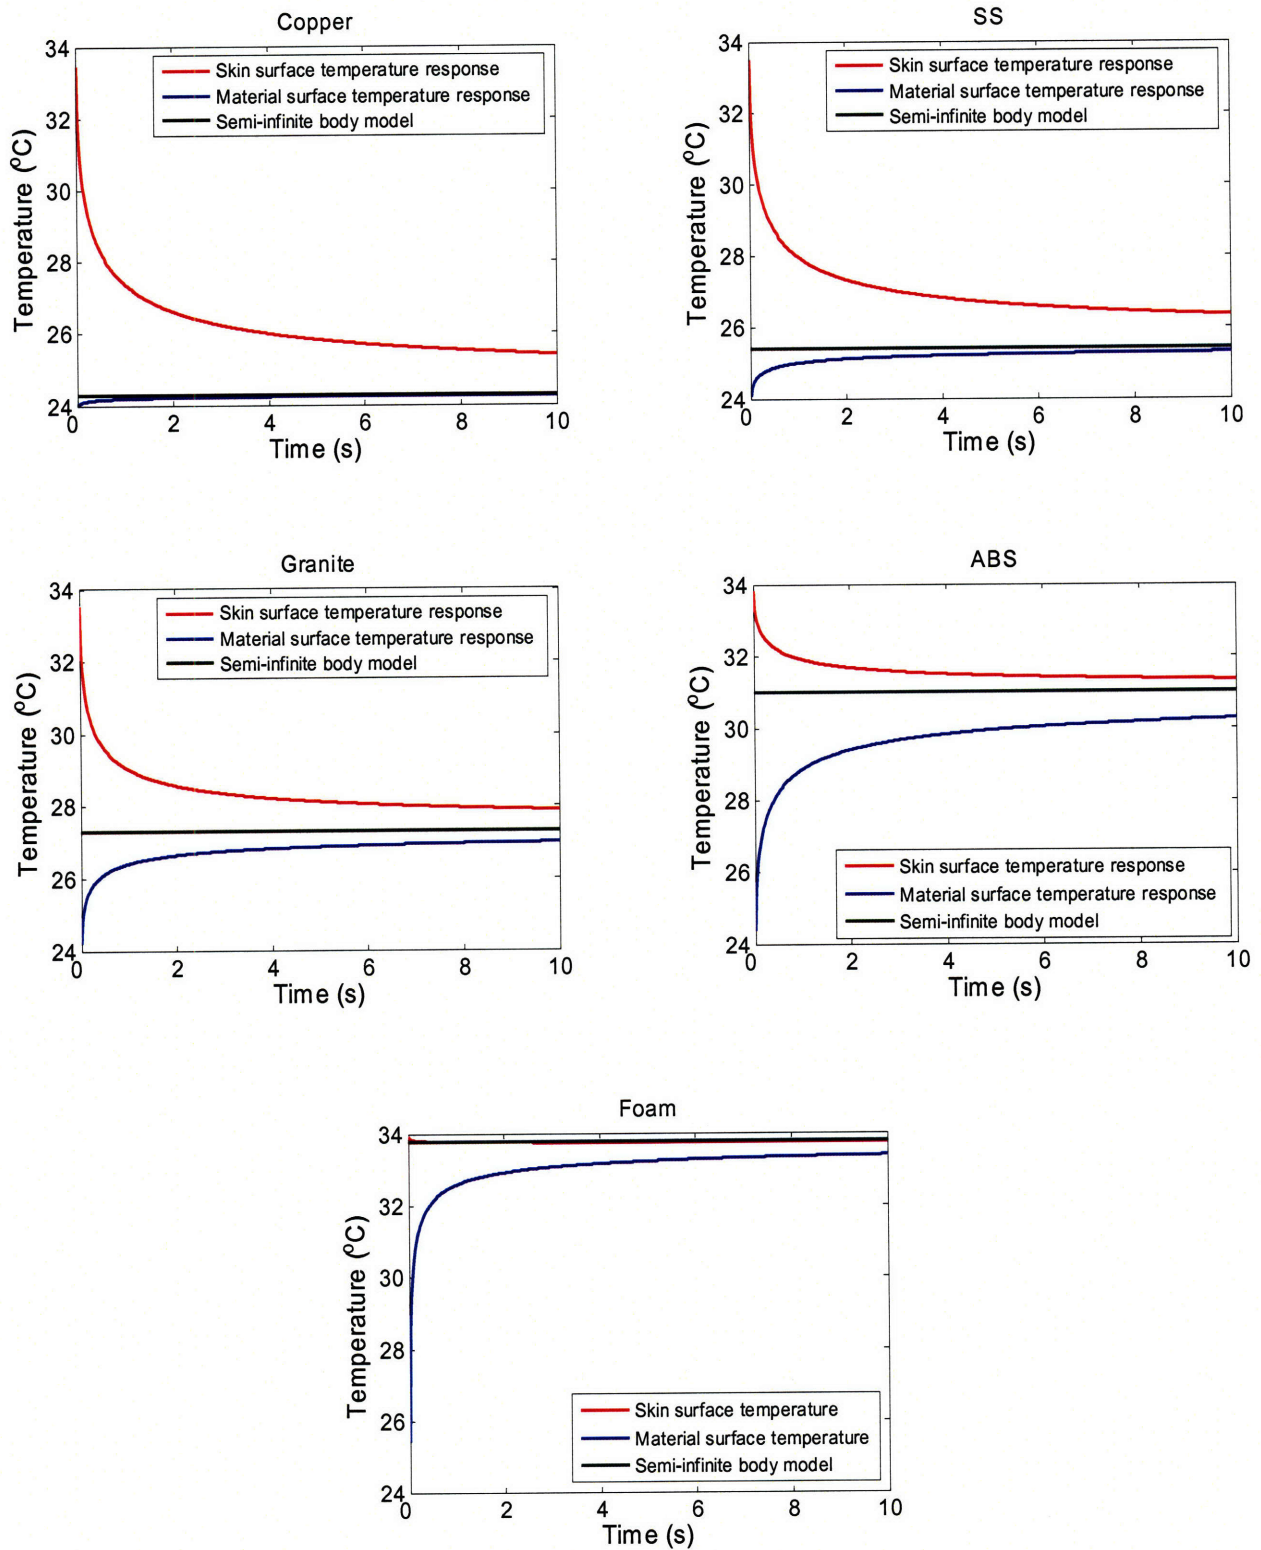 Copper
34
32
30
28
26
24
0
2
4
6
8
10
Temperature (ºC)
Time (s)
Skin surface temperature response
Material surface temperature response
Semi-infinite body model
SS
34
32
30
28
26
24
0
2
4
6
8
10
Temperature (ºC)
Time (s)
Skin surface temperature response
Material surface temperature response
Semi-infinite body model
Granite
34
32
30
28
26
24
0
2
4
6
8
10
Temperature (ºC)
Time (s)
Skin surface temperature response
Material surface temperature response
Semi-infinite body model
ABS
34
32
30
28
26
24
0
2
4
6
8
10
Temperature (ºC)
Time (s)
Skin surface temperature response
Material surface temperature response
Semi-infinite body model
Foam
34
32
30
28
26
24
0
2
4
6
8
10
Temperature (ºC)
Time (s)
Skin surface temperature
Material surface temperature
Semi-infinite body model